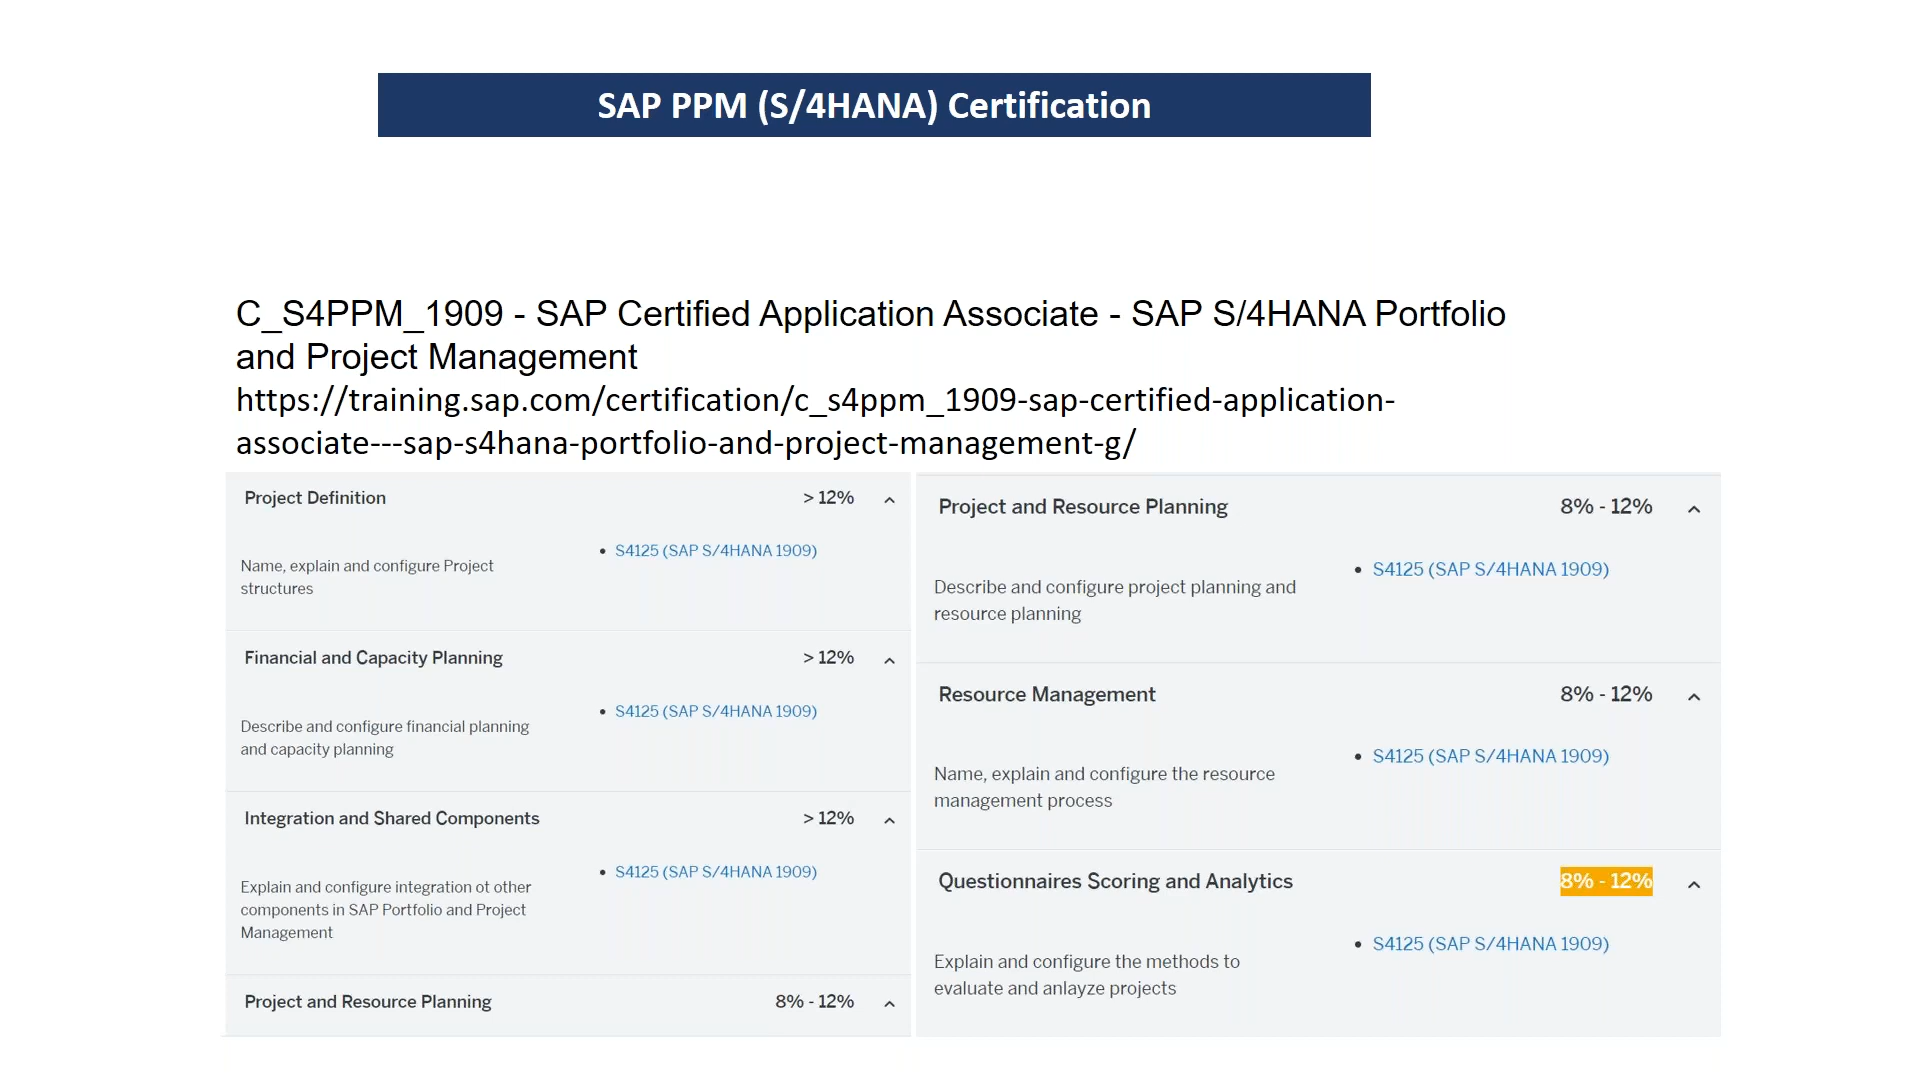 SAP PPM (S/4HANA) Certification
C_S4PPM_1909 - SAP Certified Application Associate - SAP S/4HANA Portfolio
and Project Management
https://training.sap.com/certification/c_s4ppm_1909-sap-certified-application-
associate---sap-s4hana-portfolio-and-project-management-g/
Project Definition > 12%
S4125 (SAP S/4HANA 1909)
Name, explain and configure Project
structures
Financial and Capacity Planning > 12%
S4125 (SAP S/4HANA 1909)
Describe and configure financial planning
and capacity planning
Integration and Shared Components > 12%
S4125 (SAP S/4HANA 1909)
Explain and configure integration ot other
components in SAP Portfolio and Project
Management
Project and Resource Planning 8% - 12%
Project and Resource Planning 8% - 12%
S4125 (SAP S/4HANA 1909)
Describe and configure project planning and
resource planning
Resource Management 8% - 12%
S4125 (SAP S/4HANA 1909)
Name, explain and configure the resource
management process
Questionnaires Scoring and Analytics 8% - 12%
S4125 (SAP S/4HANA 1909)
Explain and configure the methods to
evaluate and anlayze projects